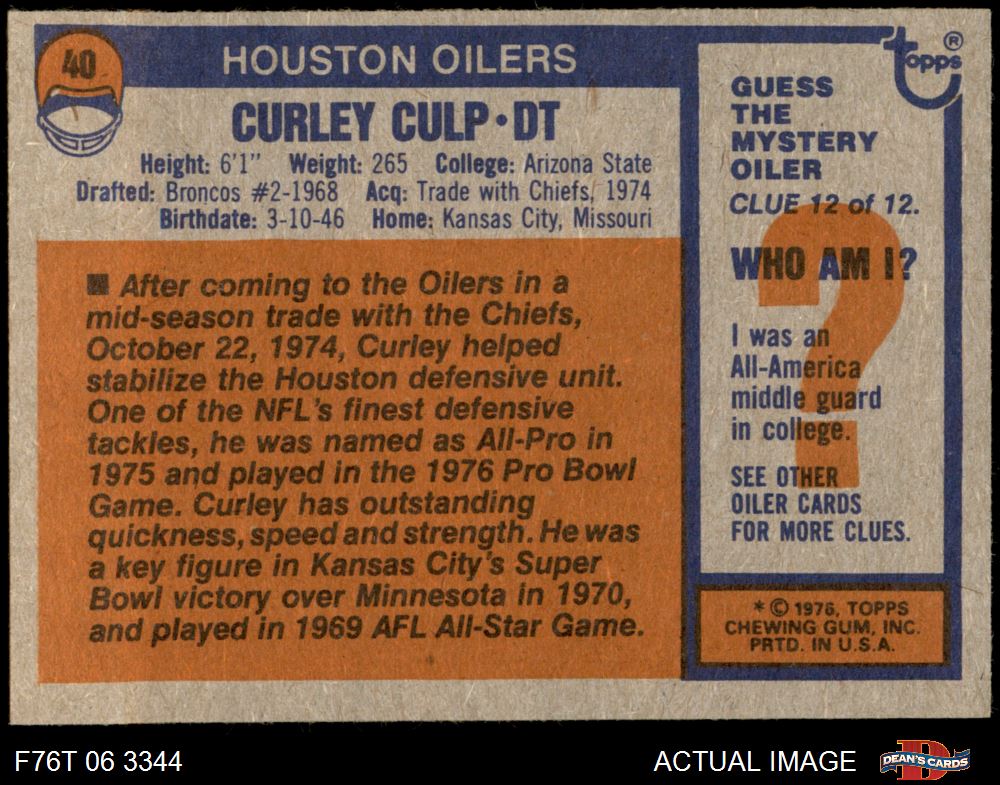 40
HOUSTON OILERS
CURLEY CULP • DT
Height: 6'1" Weight: 265 College: Arizona State
Drafted: Broncos #2-1968 Acq: Trade with Chiefs, 1974
Birthdate: 3-10-46 Home: Kansas City, Missouri
■ After coming to the Oilers in a
mid-season trade with the Chiefs,
October 22, 1974, Curley helped
stabilize the Houston defensive unit.
One of the NFL's finest defensive
tackles, he was named as All-Pro in
1975 and played in the 1976 Pro Bowl
Game. Curley has outstanding
quickness, speed and strength. He was
a key figure in Kansas City's Super
Bowl victory over Minnesota in 1970,
and played in 1969 AFL All-Star Game.
topps ®
GUESS
THE
MYSTERY
OILER
CLUE 12 of 12.
?
WHO AM I?
I was an
All-America
middle guard
in college.
SEE OTHER
OILER CARDS
FOR MORE CLUES.
* © 1976, TOPPS
CHEWING GUM, INC.
PRTD. IN U.S.A.
F76T 06 3344
ACTUAL IMAGE
D
DEAN'S CARDS